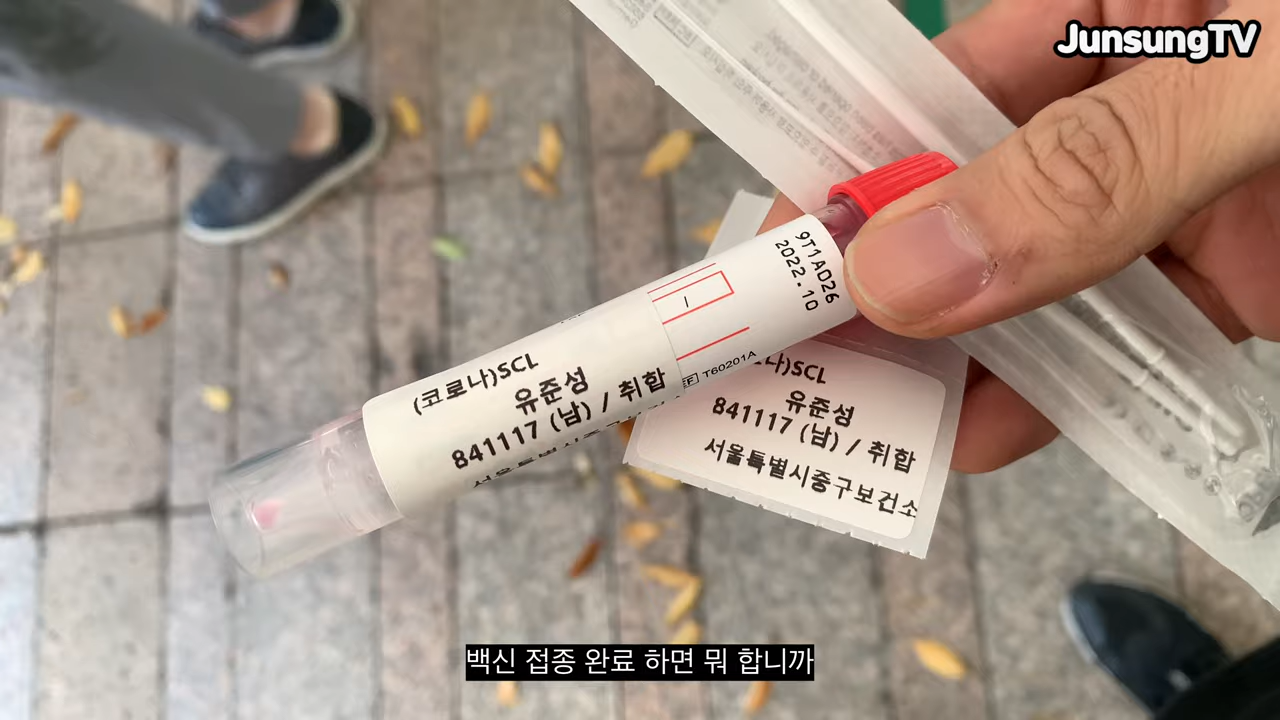 JunsungTV
9T1A026
2022.10
(코로나)SCL
유준성
841117 (남) / 취합
T60201A
나)SCL
유준성
841117 (남) / 취합
서울특별시중구보건소
백신 접종 완료 하면 뭐 합니까